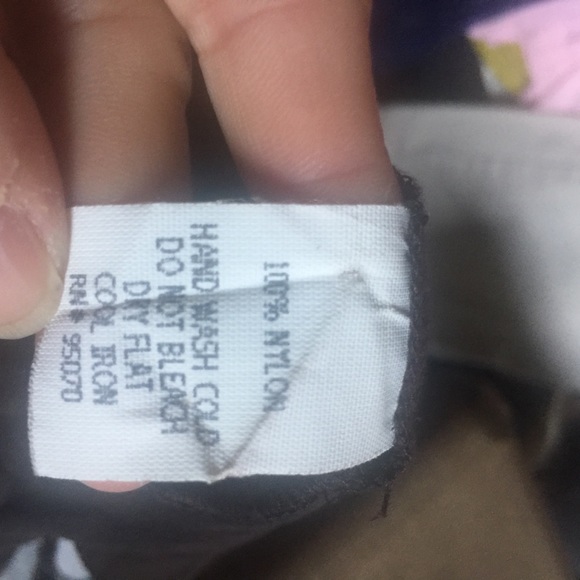 100% NYLON
HAND WASH COLD
DO NOT BLEACH
DRY FLAT
COOL IRON
RN# 95070